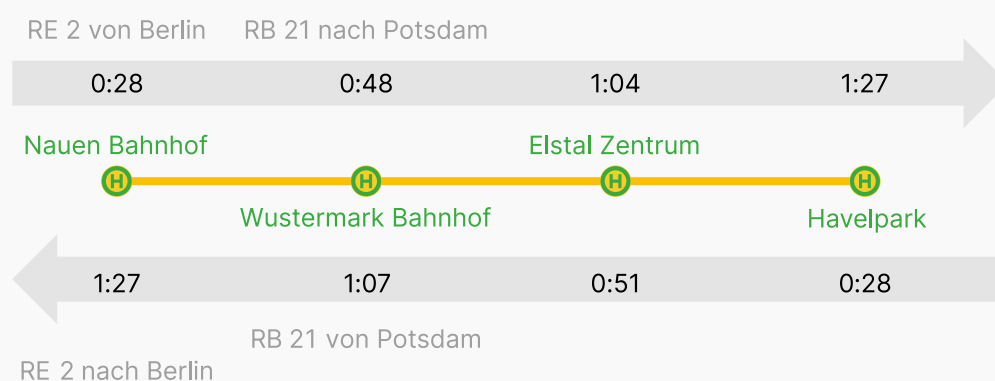 RE 2 von Berlin RB 21 nach Potsdam
0:28 0:48 1:04 1:27
Nauen Bahnhof Elstal Zentrum
H H H H
Wustermark Bahnhof Havelpark
1:27 1:07 0:51 0:28
RB 21 von Potsdam
RE 2 nach Berlin